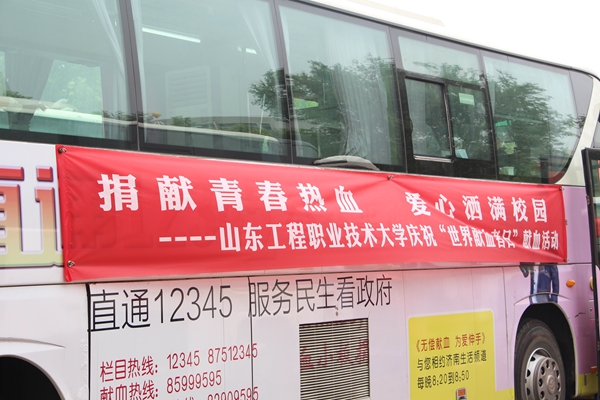 捐献青春热血 爱心洒满校园
----山东工程职业技术大学庆祝“世界献血者日”献血活动
直通12345 服务民生看政府
栏目热线：12345 87512345
献血热线：85999595
《无偿献血 为爱伸手》
与您相约济南生活频道
每晚8:20到8:50